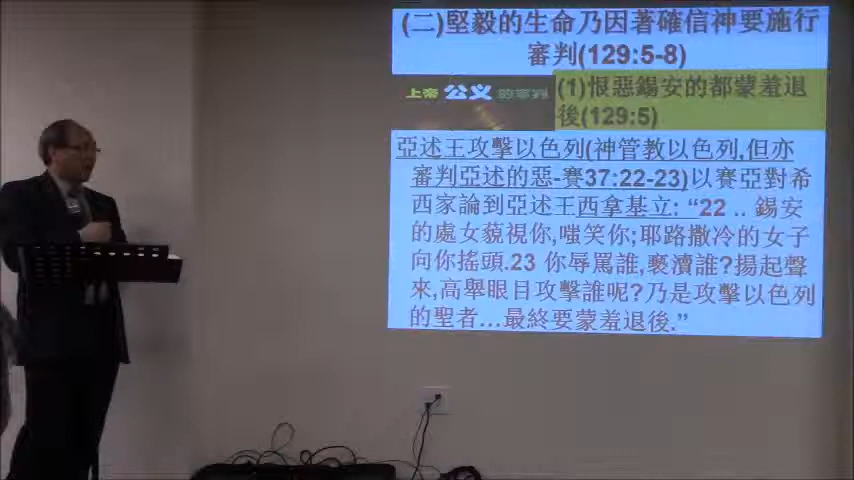 (二)堅毅的生命乃因著確信神要施行
審判(129:5-8)
上帝 公义 的审判
(1)恨惡錫安的都蒙羞退
後(129:5)
亞述王攻擊以色列(神管教以色列,但亦
審判亞述的惡-賽37:22-23)以賽亞對希
西家論到亞述王西拿基立: “22 .. 錫安
的處女藐視你,嗤笑你;耶路撒冷的女子
向你搖頭.23 你辱罵誰,褻瀆誰?揚起聲
來,高舉眼目攻擊誰呢?乃是攻擊以色列
的聖者...最終要蒙羞退後.”